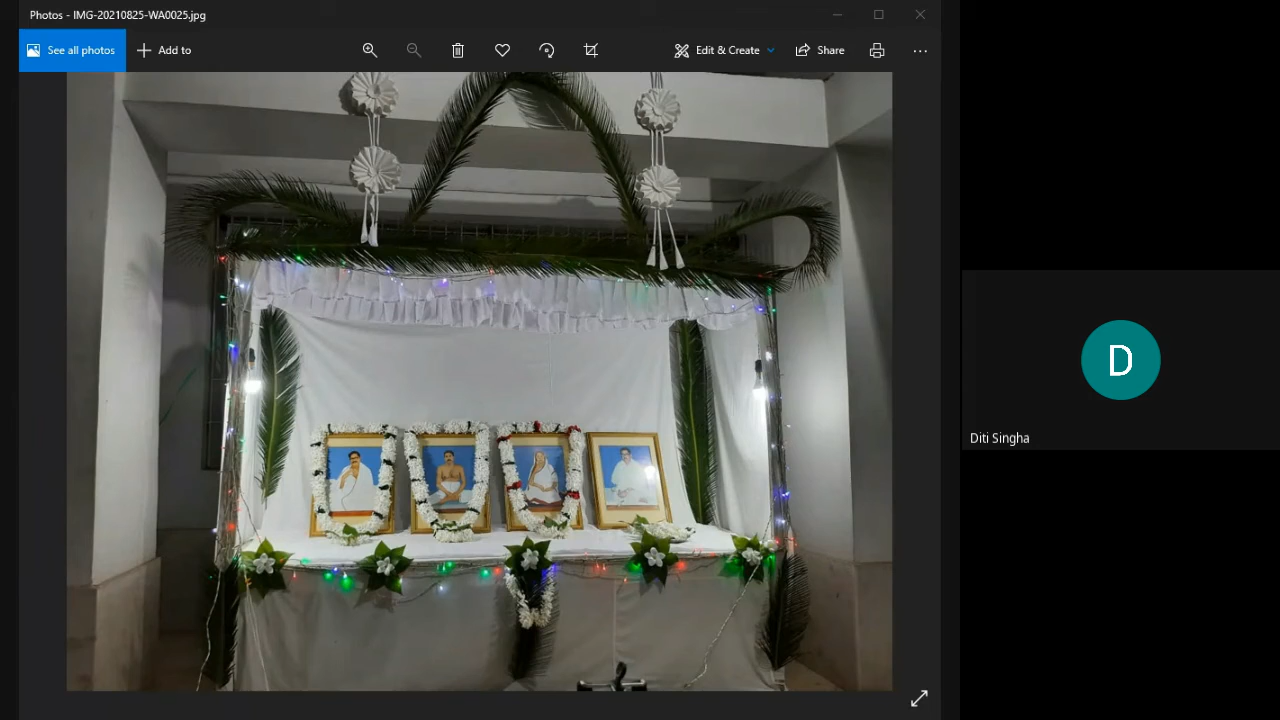 Photos - IMG-20210825-WA0025.jpg
See all photos
Add to
Edit & Create
Share
D
Diti Singha